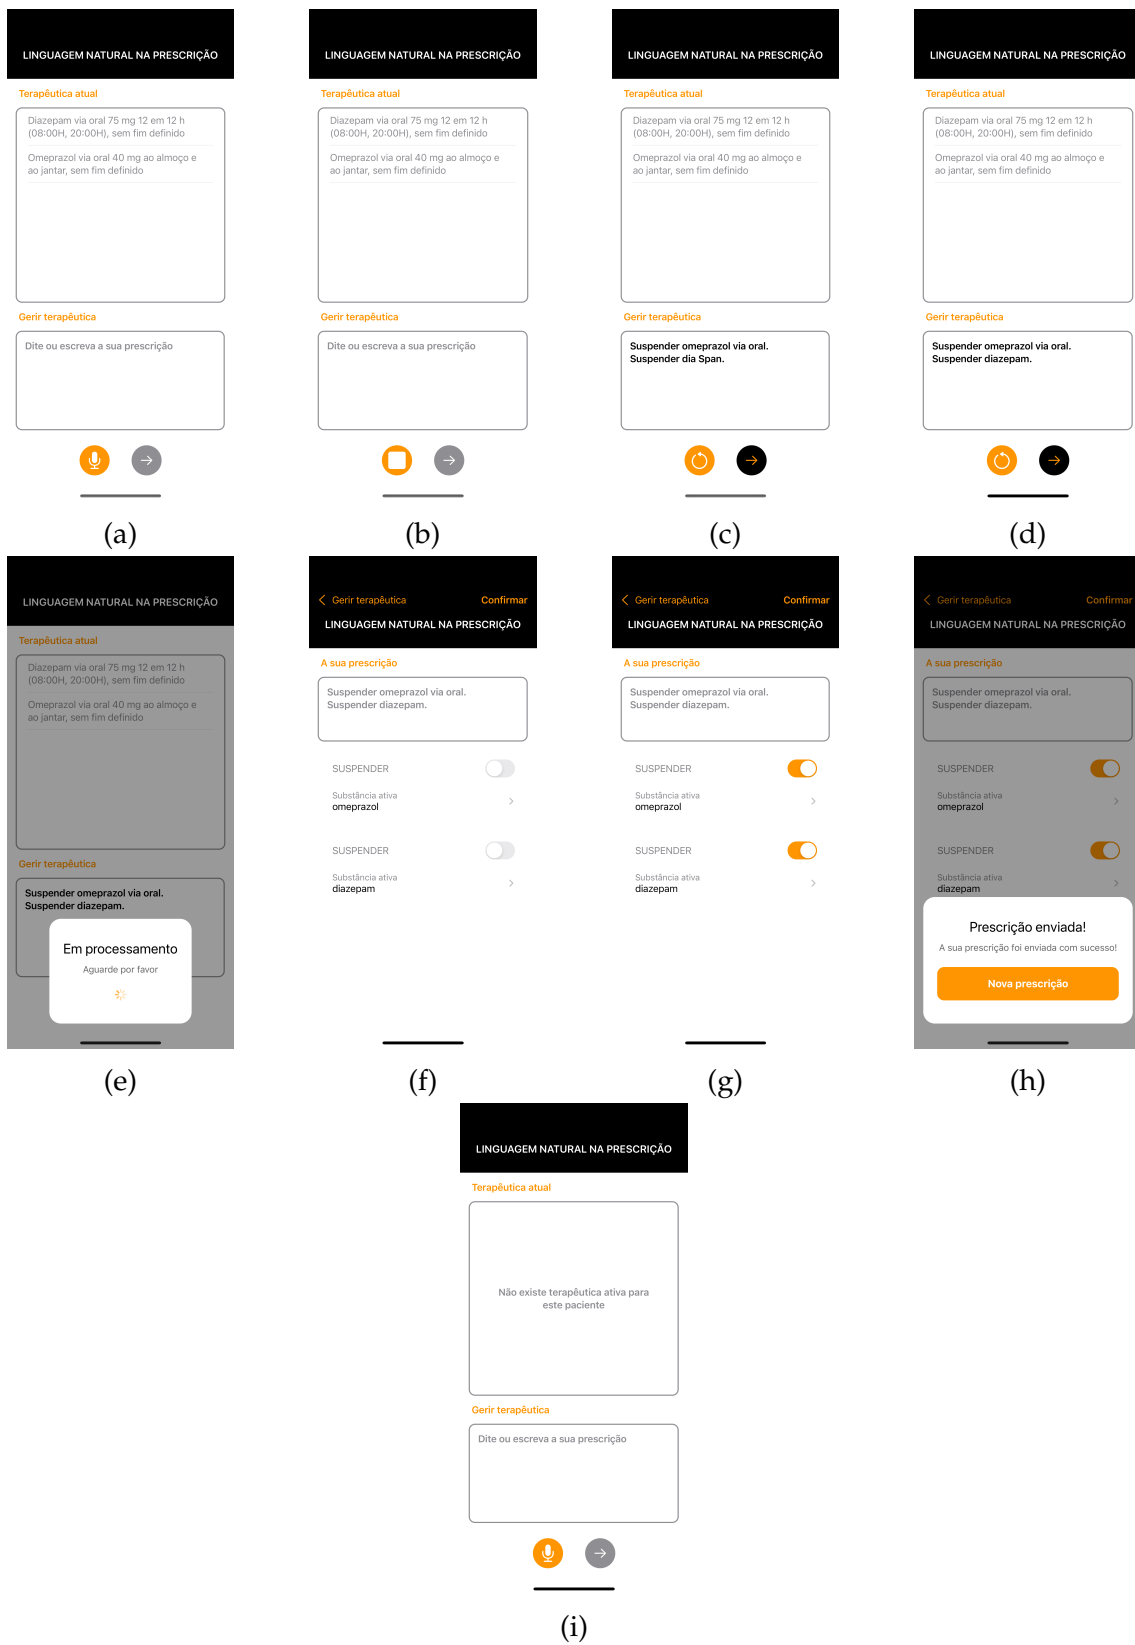 LINGUAGEM NATURAL NA PRESCRIÇÃO
Terapêutica atual
Diazepam via oral 75 mg 12 em 12 h
(08:00H, 20:00H), sem fim definido
Omeprazol via oral 40 mg ao almoço e
ao jantar, sem fim definido
Gerir terapêutica
Dite ou escreva a sua prescrição
(a)
LINGUAGEM NATURAL NA PRESCRIÇÃO
Terapêutica atual
Diazepam via oral 75 mg 12 em 12 h
(08:00H, 20:00H), sem fim definido
Omeprazol via oral 40 mg ao almoço e
ao jantar, sem fim definido
Gerir terapêutica
Dite ou escreva a sua prescrição
(b)
LINGUAGEM NATURAL NA PRESCRIÇÃO
Terapêutica atual
Diazepam via oral 75 mg 12 em 12 h
(08:00H, 20:00H), sem fim definido
Omeprazol via oral 40 mg ao almoço e
ao jantar, sem fim definido
Gerir terapêutica
Suspender omeprazol via oral.
Suspender dia Span.
(c)
LINGUAGEM NATURAL NA PRESCRIÇÃO
Terapêutica atual
Diazepam via oral 75 mg 12 em 12 h
(08:00H, 20:00H), sem fim definido
Omeprazol via oral 40 mg ao almoço e
ao jantar, sem fim definido
Gerir terapêutica
Suspender omeprazol via oral.
Suspender diazepam.
(d)
LINGUAGEM NATURAL NA PRESCRIÇÃO
Terapêutica atual
Diazepam via oral 75 mg 12 em 12 h
(08:00H, 20:00H), sem fim definido
Omeprazol via oral 40 mg ao almoço e
ao jantar, sem fim definido
Gerir terapêutica
Suspender omeprazol via oral.
Suspender diazepam.
Em processamento
Aguarde por favor
(e)
Gerir terapêutica Confirmar
LINGUAGEM NATURAL NA PRESCRIÇÃO
A sua prescrição
Suspender omeprazol via oral.
Suspender diazepam.
SUSPENDER
Substância ativa
omeprazol
SUSPENDER
Substância ativa
diazepam
(f)
Gerir terapêutica Confirmar
LINGUAGEM NATURAL NA PRESCRIÇÃO
A sua prescrição
Suspender omeprazol via oral.
Suspender diazepam.
SUSPENDER
Substância ativa
omeprazol
SUSPENDER
Substância ativa
diazepam
(g)
Gerir terapêutica Confirmar
LINGUAGEM NATURAL NA PRESCRIÇÃO
A sua prescrição
Suspender omeprazol via oral.
Suspender diazepam.
SUSPENDER
Substância ativa
omeprazol
SUSPENDER
Substância ativa
diazepam
Prescrição enviada!
A sua prescrição foi enviada com sucesso!
Nova prescrição
(h)
LINGUAGEM NATURAL NA PRESCRIÇÃO
Terapêutica atual
Não existe terapêutica ativa para
este paciente
Gerir terapêutica
Dite ou escreva a sua prescrição
(i)